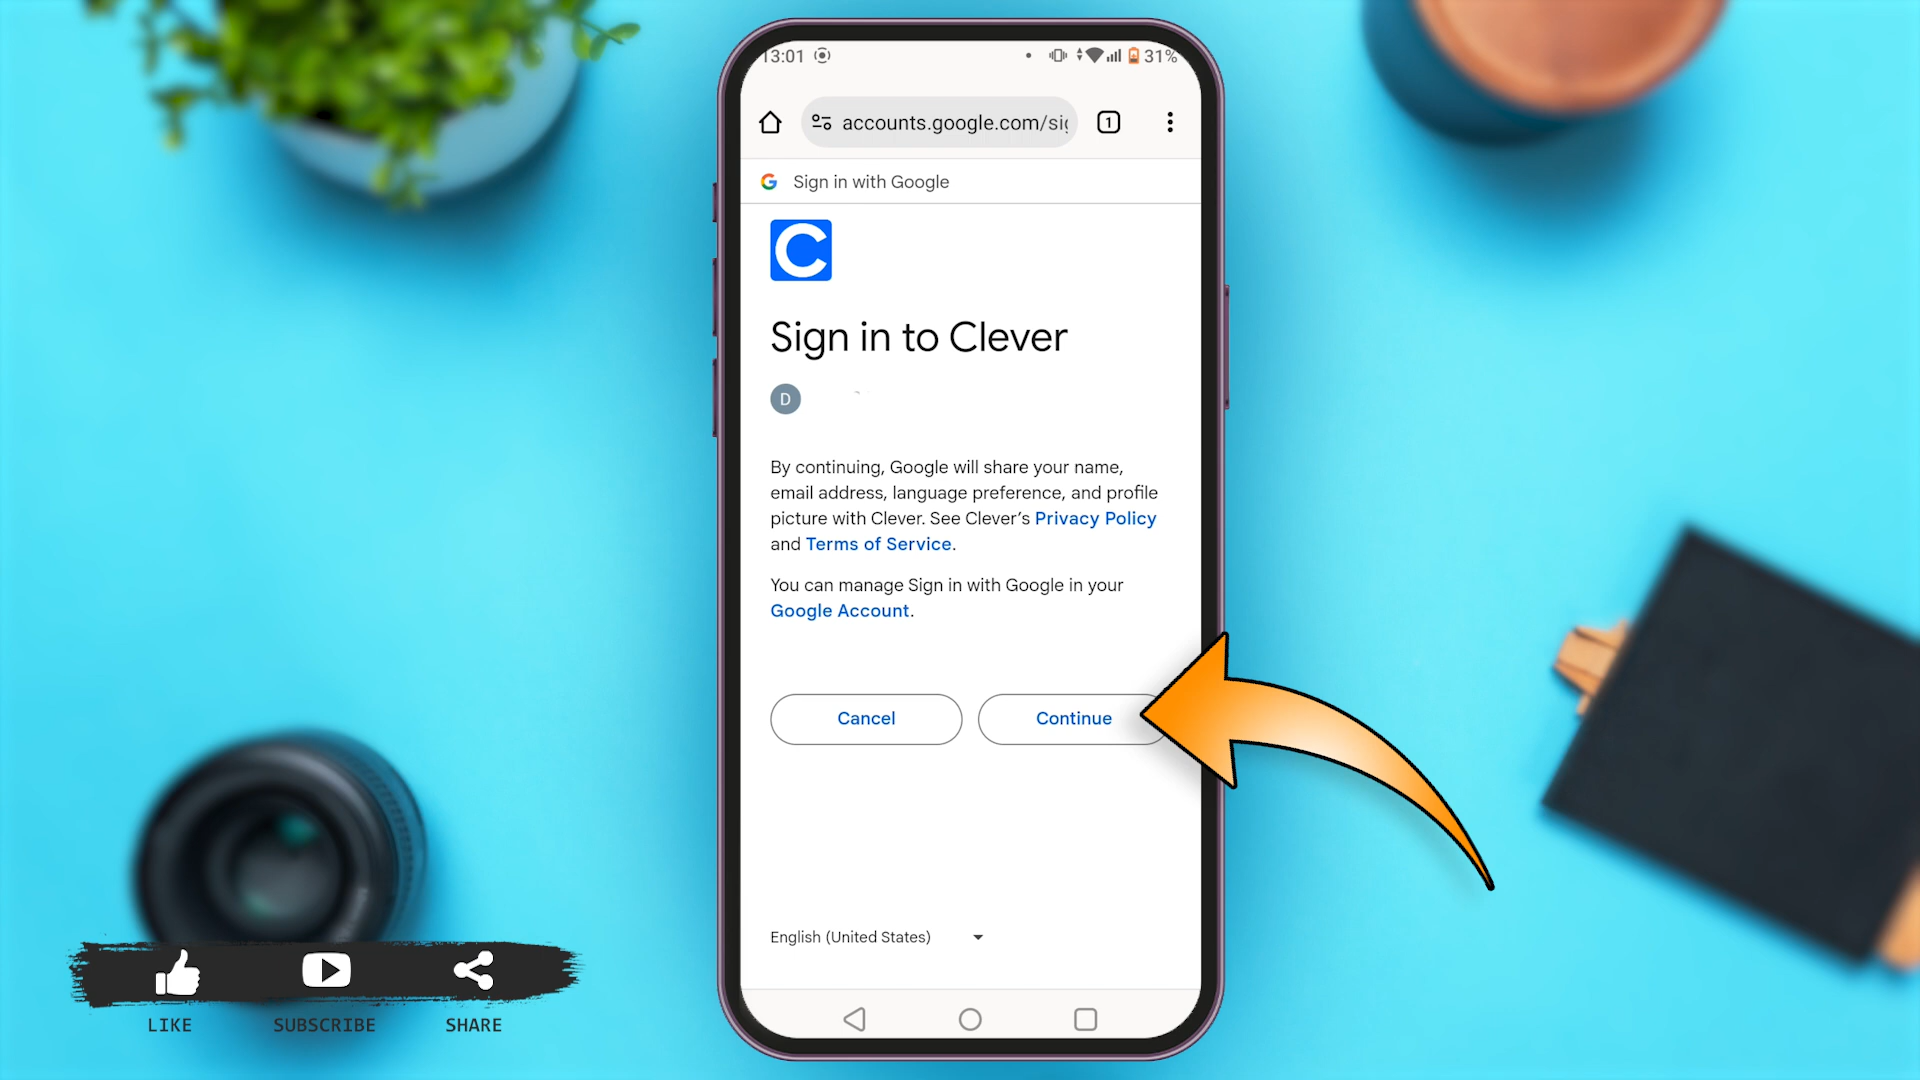 13:01
31%
accounts.google.com/sig
1
Sign in with Google
C
Sign in to Clever
D
By continuing, Google will share your name,
email address, language preference, and profile
picture with Clever. See Clever’s Privacy Policy
and Terms of Service.
You can manage Sign in with Google in your
Google Account.
Cancel Continue
English (United States)
LIKE SUBSCRIBE SHARE